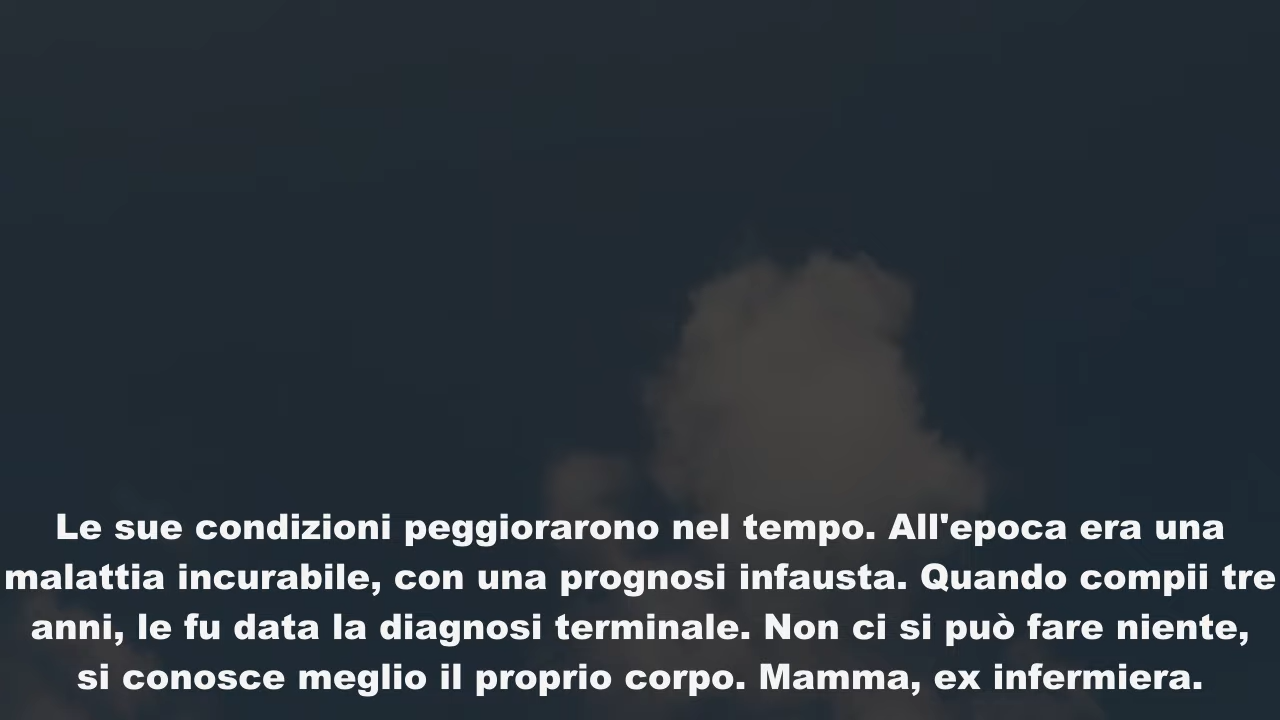 Le sue condizioni peggiorarono nel tempo. All'epoca era una
malattia incurabile, con una prognosi infausta. Quando compii tre
anni, le fu data la diagnosi terminale. Non ci si può fare niente,
si conosce meglio il proprio corpo. Mamma, ex infermiera.